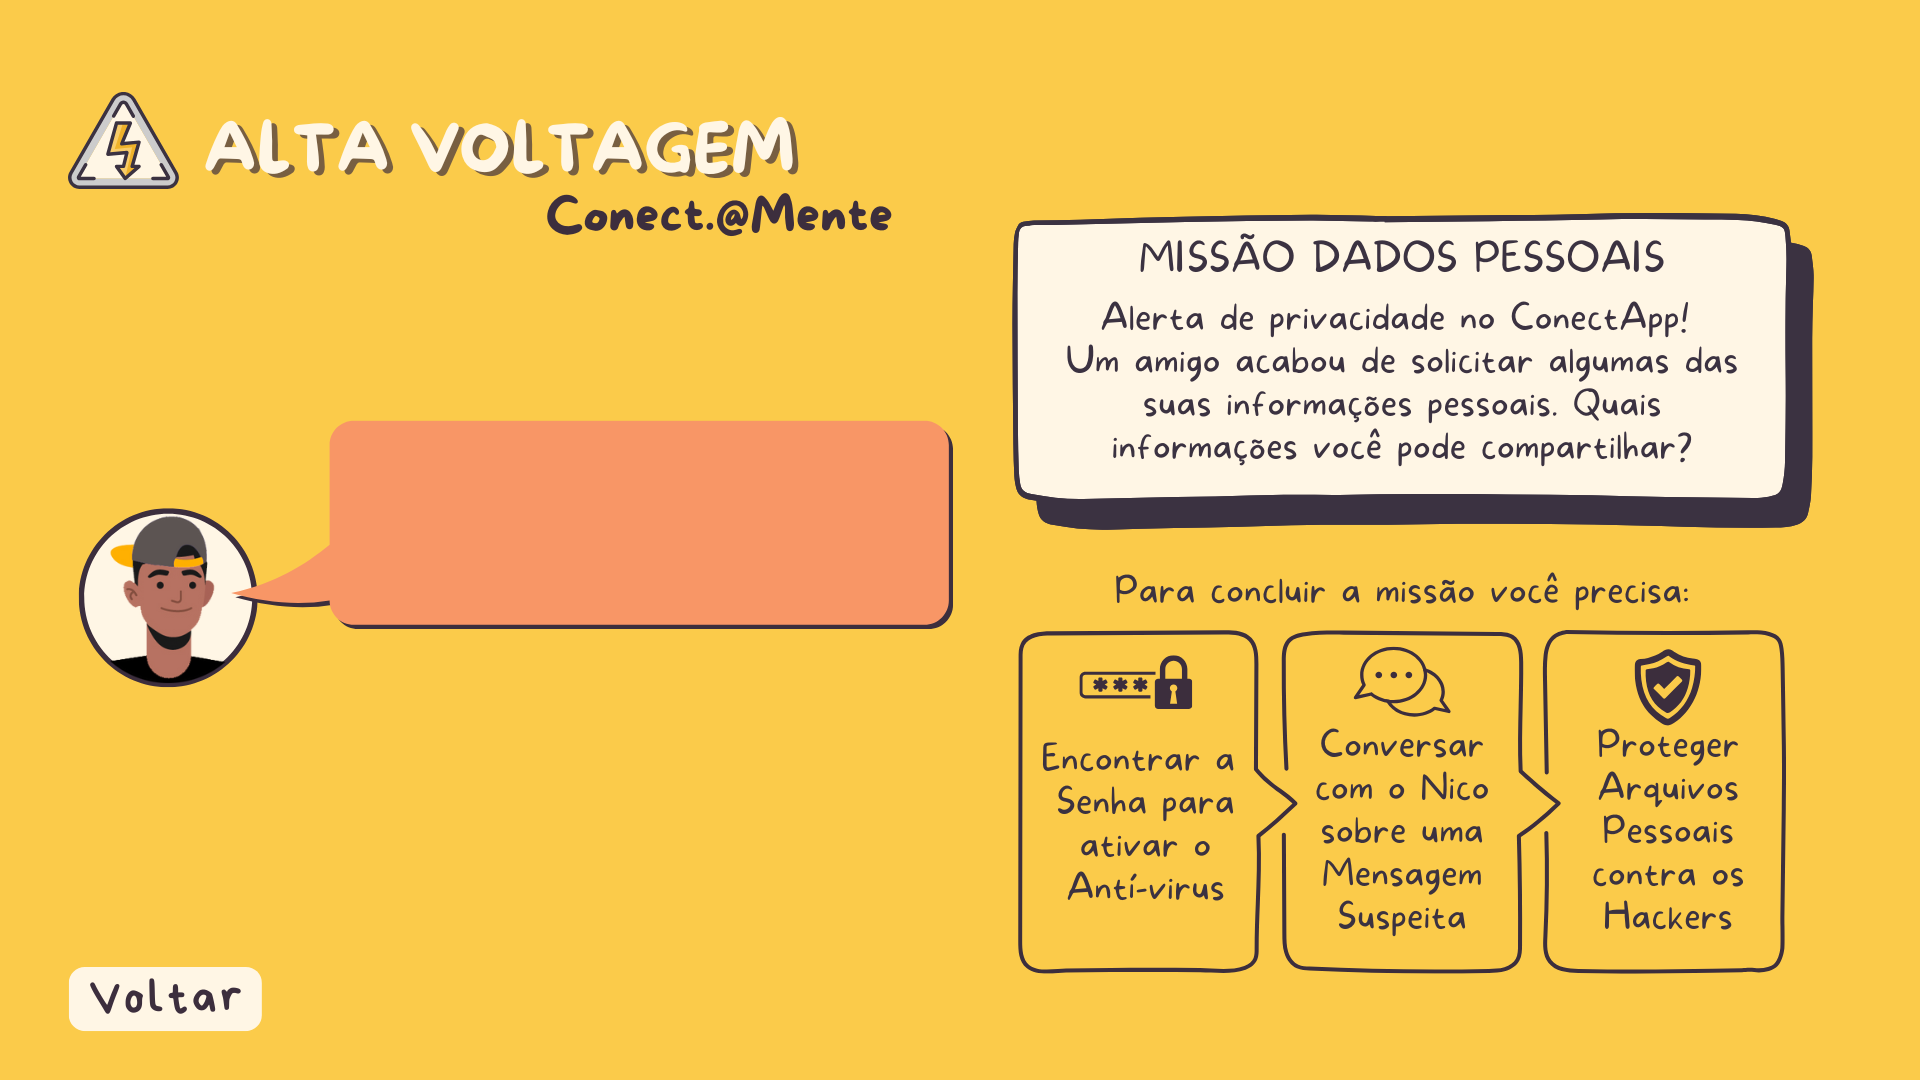 ALTA VOLTAGEM
Conect.@Mente
MISSÃO DADOS PESSOAIS
Alerta de privacidade no ConectApp!
Um amigo acabou de solicitar algumas das
suas informações pessoais. Quais
informações você pode compartilhar?
Para concluir a missão você precisa:
***
Encontrar a
Senha para
ativar o
Antí-virus
Conversar
com o Nico
sobre uma
Mensagem
Suspeita
Proteger
Arquivos
Pessoais
contra os
Hackers
Voltar